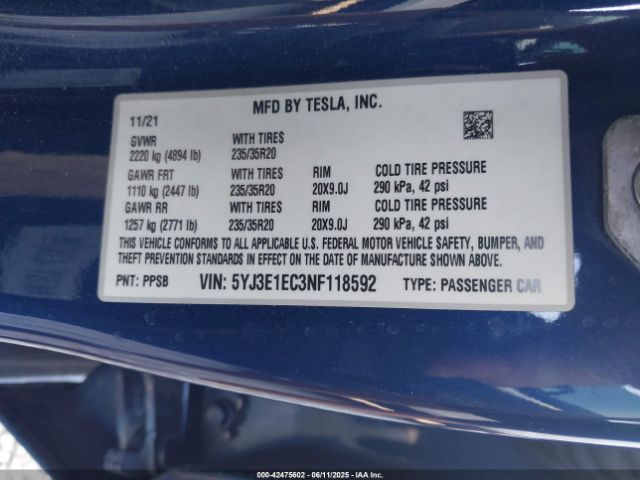 MFD BY TESLA, INC.
11/21
GVWR WITH TIRES
2220 kg (4894 lb) 235/35R20
GAWR FRT WITH TIRES RIM COLD TIRE PRESSURE
1110 kg (2447 lb) 235/35R20 20X9.0J 290 kPa, 42 psi
GAWR RR WITH TIRES RIM COLD TIRE PRESSURE
1257 kg (2771 lb) 235/35R20 20X9.0J 290 kPa, 42 psi
THIS VEHICLE CONFORMS TO ALL APPLICABLE U.S. FEDERAL MOTOR VEHICLE SAFETY, BUMPER, AND
THEFT PREVENTION STANDARDS IN EFFECT ON THE DATE OF MANUFACTURE SHOWN ABOVE.
PNT: PPSB VIN: 5YJ3E1EC3NF118592 TYPE: PASSENGER CAR
000-42475602 - 06/11/2025 - IAAI Inc.